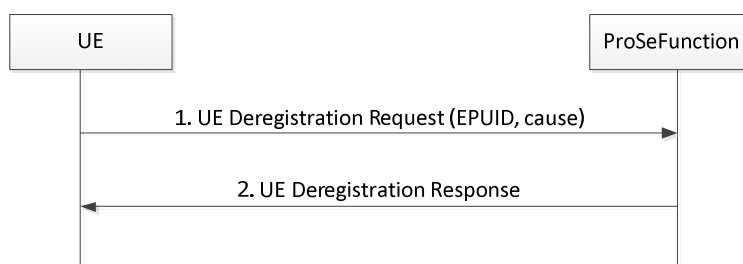 UE
ProSeFunction
1. UE Deregistration Request (EPUID, cause)
2. UE Deregistration Response